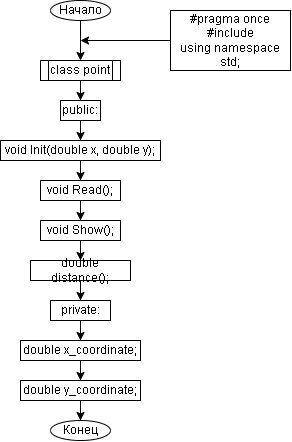 Начало
#pragma once
#include
using namespace
std;
class point
public:
void Init(double x, double y);
void Read();
void Show();
double
distance();
private:
double x_coordinate;
double y_coordinate;
Конец